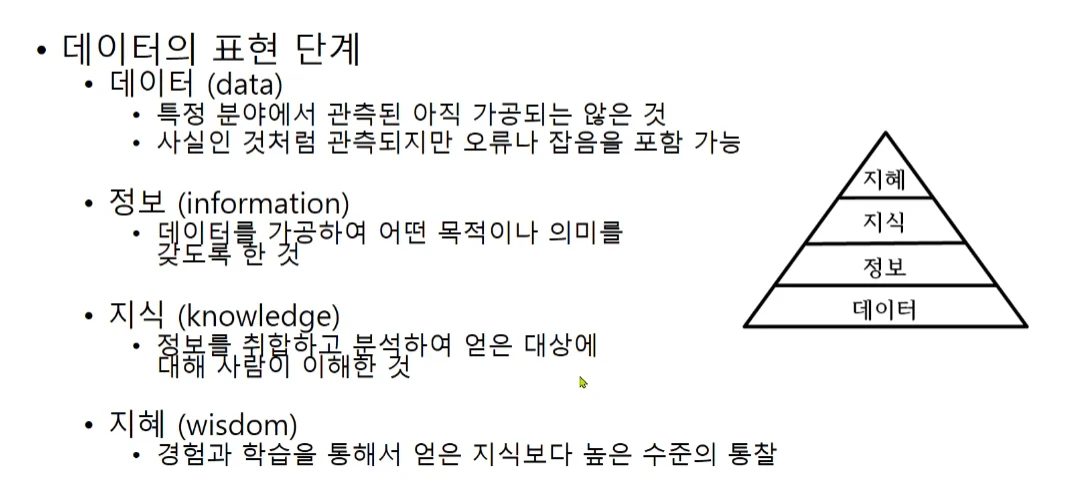 • 데이터의 표현 단계
• 데이터 (data)
• 특정 분야에서 관측된 아직 가공되는 않은 것
• 사실인 것처럼 관측되지만 오류나 잡음을 포함 가능
• 정보 (information)
• 데이터를 가공하여 어떤 목적이나 의미를
갖도록 한 것
• 지식 (knowledge)
• 정보를 취합하고 분석하여 얻은 대상에
대해 사람이 이해한 것
• 지혜 (wisdom)
• 경험과 학습을 통해서 얻은 지식보다 높은 수준의 통찰
지혜
지식
정보
데이터